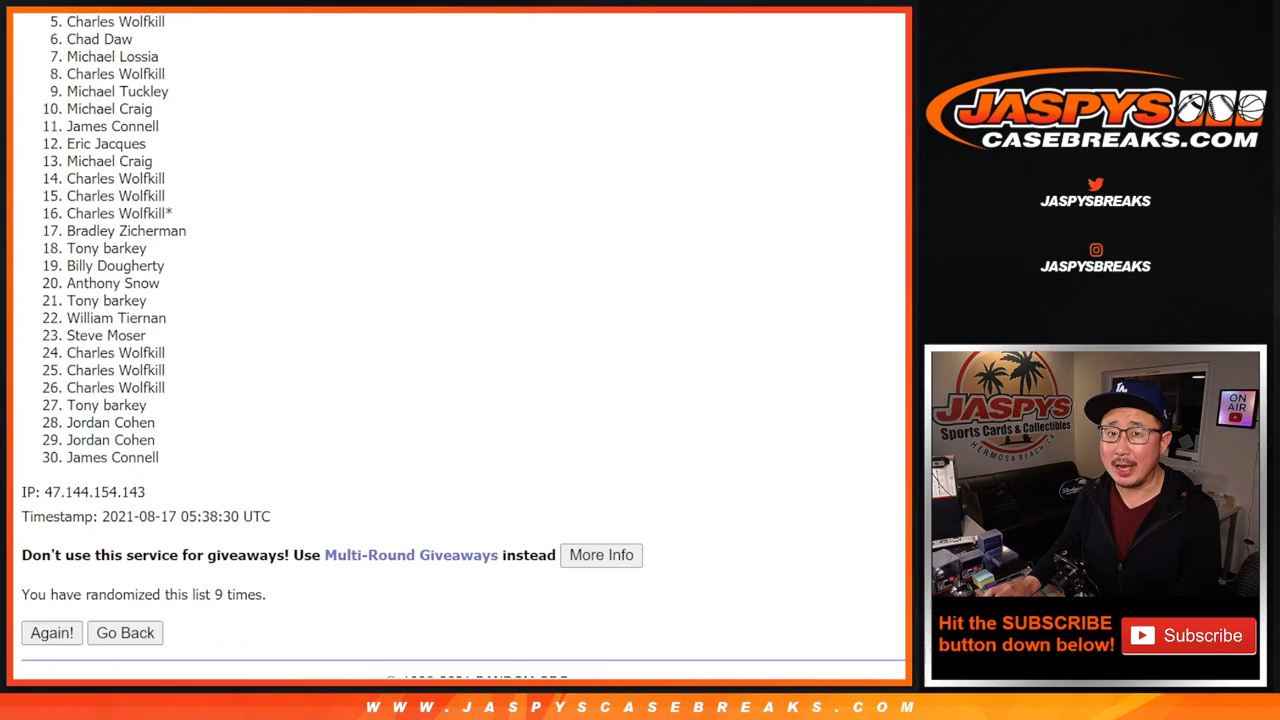 5. Charles Wolfkill
6. Chad Daw
7. Michael Lossia
8. Charles Wolfkill
9. Michael Tuckley
10. Michael Craig
11. James Connell
12. Eric Jacques
13. Michael Craig
14. Charles Wolfkill
15. Charles Wolfkill
16. Charles Wolfkill*
17. Bradley Zicherman
18. Tony barkey
19. Billy Dougherty
20. Anthony Snow
21. Tony barkey
22. William Tiernan
23. Steve Moser
24. Charles Wolfkill
25. Charles Wolfkill
26. Charles Wolfkill
27. Tony barkey
28. Jordan Cohen
29. Jordan Cohen
30. James Connell
IP: 47.144.154.143
Timestamp: 2021-08-17 05:38:30 UTC
Don't use this service for giveaways! Use Multi-Round Giveaways instead More Info
You have randomized this list 9 times.
Again! Go Back
JASPYS
CASEBREAKS.COM
JASPYSBREAKS
JASPYSBREAKS
JASPYS
Sports Cards & Collectibles
HERMOSA BEACH, CA
ON
AIR
LA
Dodgers
Hit the SUBSCRIBE
button down below!
Subscribe
WWW.JASPYSCASEBREAKS.COM